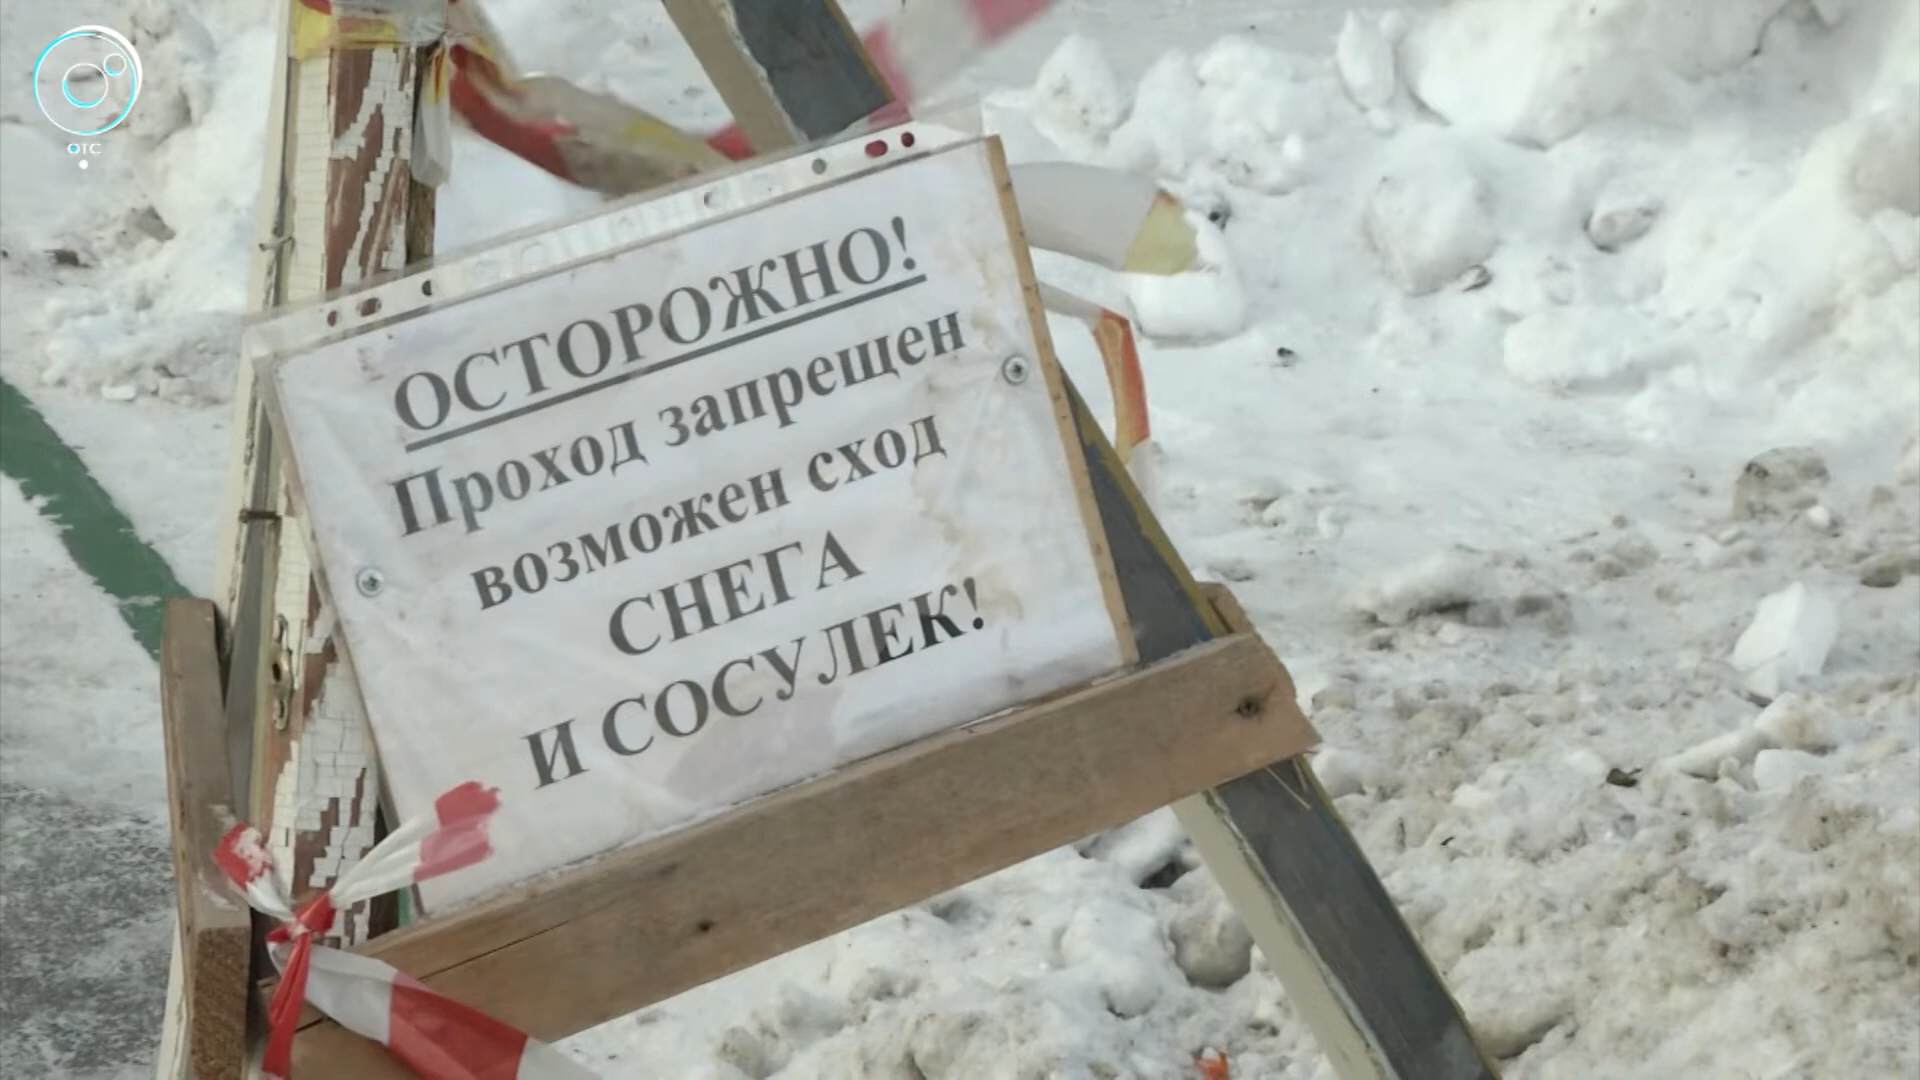 ОТС
ОСТОРОЖНО!
Проход запрещен
возможен сход
СНЕГА
И СОСУЛЕК!